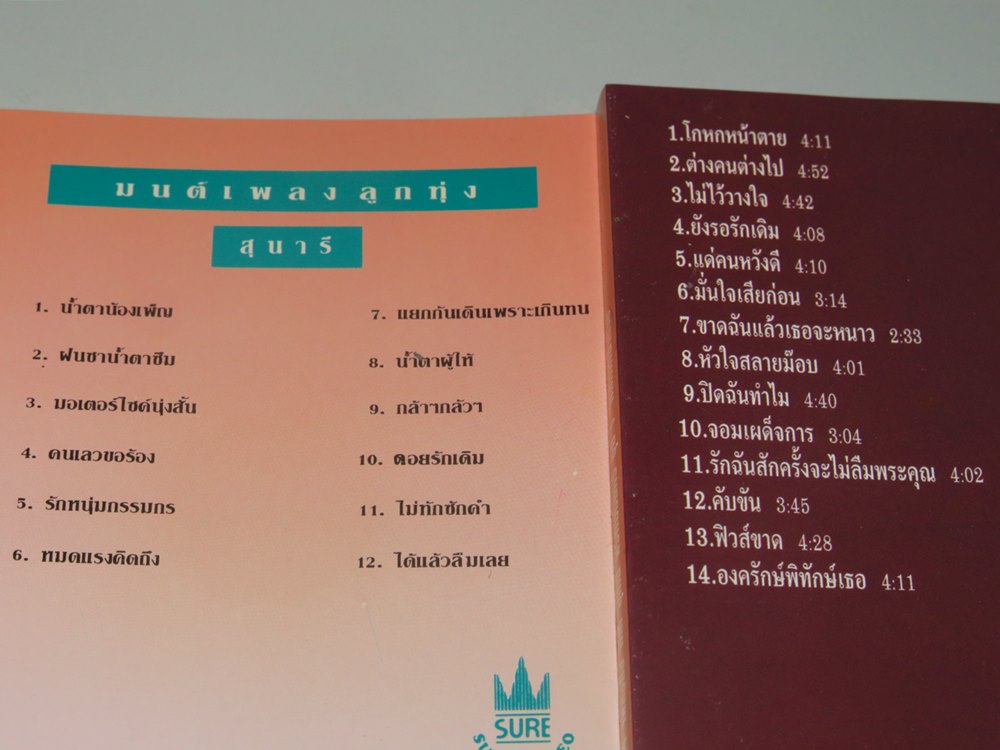 มนต์เพลงลูกทุ่ง
สุนารี
1. น้ำตาน้องเพ็ญ
2. ฝนซาน้ำตาซึม
3. มอเตอร์ไซค์นุ่งสั้น
4. คนเลวขอร้อง
5. รักหนุ่มกรรมกร
6. หมดแรงคิดถึง
7. แยกกันเดินเพราะเกินทน
8. น้ำตาผู้ให้
9. กล้าๆกลัวๆ
10. คอยรักเดิม
11. ไม่ทักซักคำ
12. ได้แล้วลืมเลย
SURE
1.โกหกหน้าตาย 4:11
2.ต่างคนต่างไป 4:52
3.ไม่ไว้วางใจ 4:42
4.ยังรอรักเดิม 4:08
5.แด่คนหวังดี 4:10
6.มั่นใจเสียก่อน 3:14
7.ขาดฉันแล้วเธอจะหนาว 2:33
8.หัวใจสลายม๊อบ 4:01
9.ปิดฉันทำไม 4:40
10.จอมเผด็จการ 3:04
11.รักฉันสักครั้งจะไม่ลืมพระคุณ 4:02
12.คับขัน 3:45
13.ฟิวส์ขาด 4:28
14.องครักษ์พิทักษ์เธอ 4:11